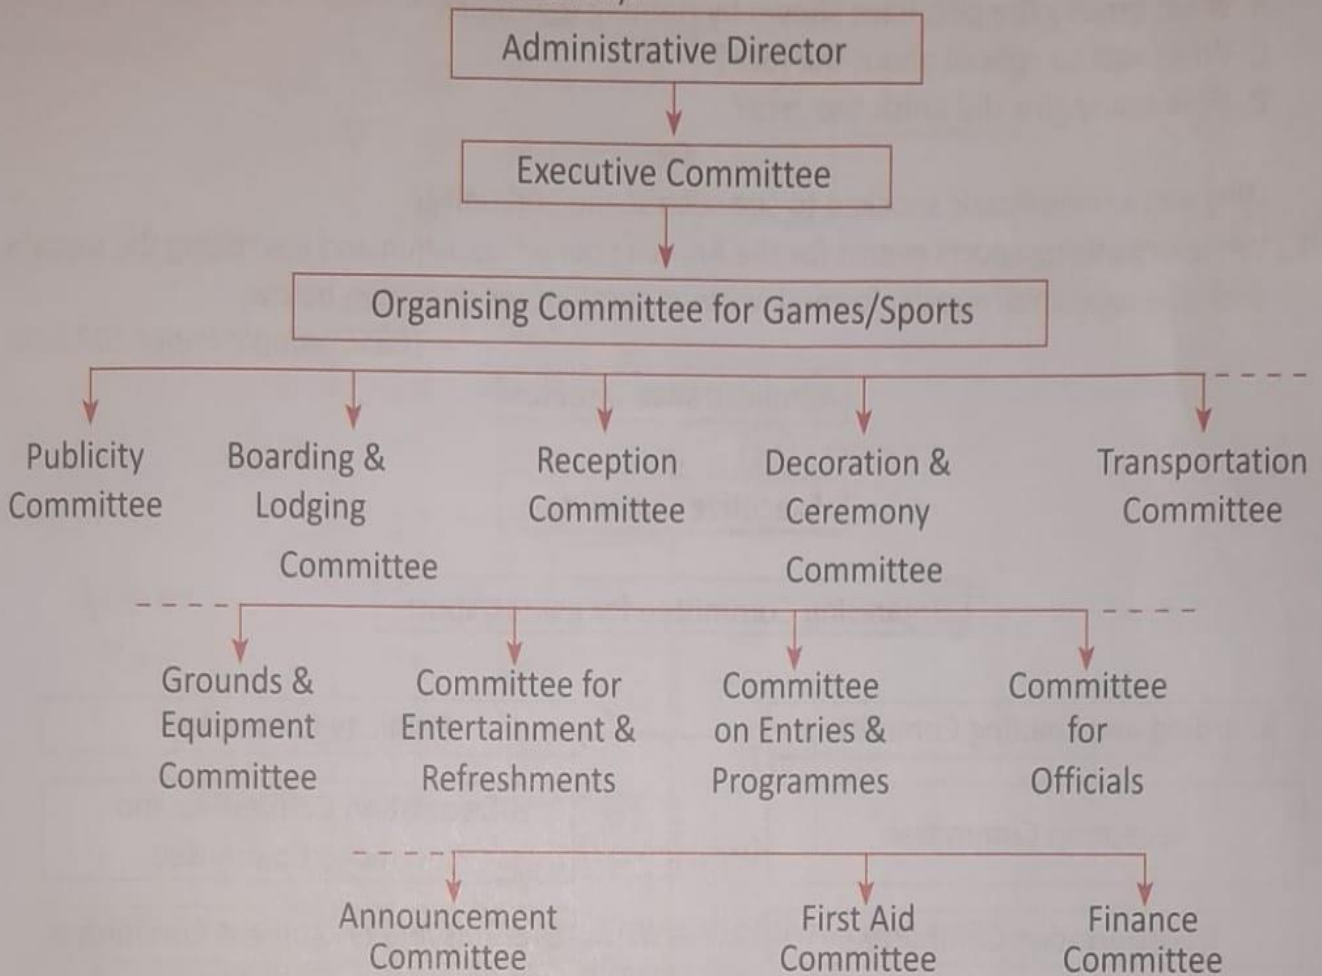 Administrative Director
Executive Committee
Organising Committee for Games/Sports
Publicity
Committee
Boarding &
Lodging
Committee
Reception
Committee
Decoration &
Ceremony
Committee
Transportation
Committee
Grounds &
Equipment
Committee
Committee for
Entertainment &
Refreshments
Committee
on Entries &
Programmes
Committee
for
Officials
Announcement
Committee
First Aid
Committee
Finance
Committee